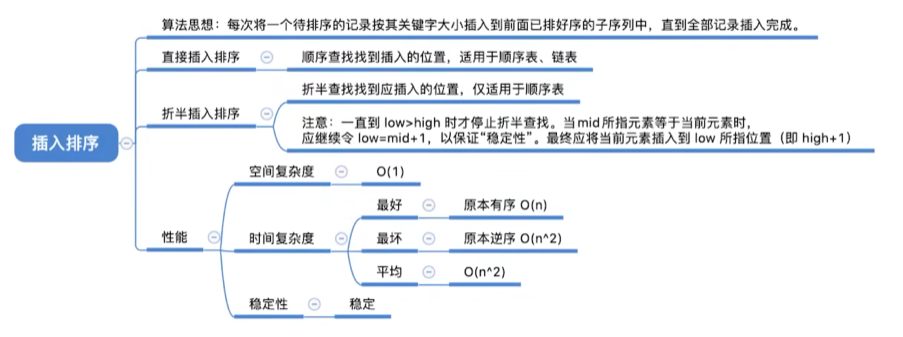 算法思想：每次将一个待排序的记录按其关键字大小插入到前面已排好序的子序列中，直到全部记录插入完成。
直接插入排序
顺序查找找到插入的位置，适用于顺序表、链表
折半插入排序
折半查找找到应插入的位置，仅适用于顺序表
注意：一直到 low>high 时才停止折半查找。当mid所指元素等于当前元素时，
应继续令 low=mid+1，以保证“稳定性”。最终应将当前元素插入到 low 所指位置（即 high+1）
插入排序
性能
空间复杂度
O(1)
时间复杂度
最好
原本有序 O(n)
最坏
原本逆序 O(n^2)
平均
O(n^2)
稳定性
稳定